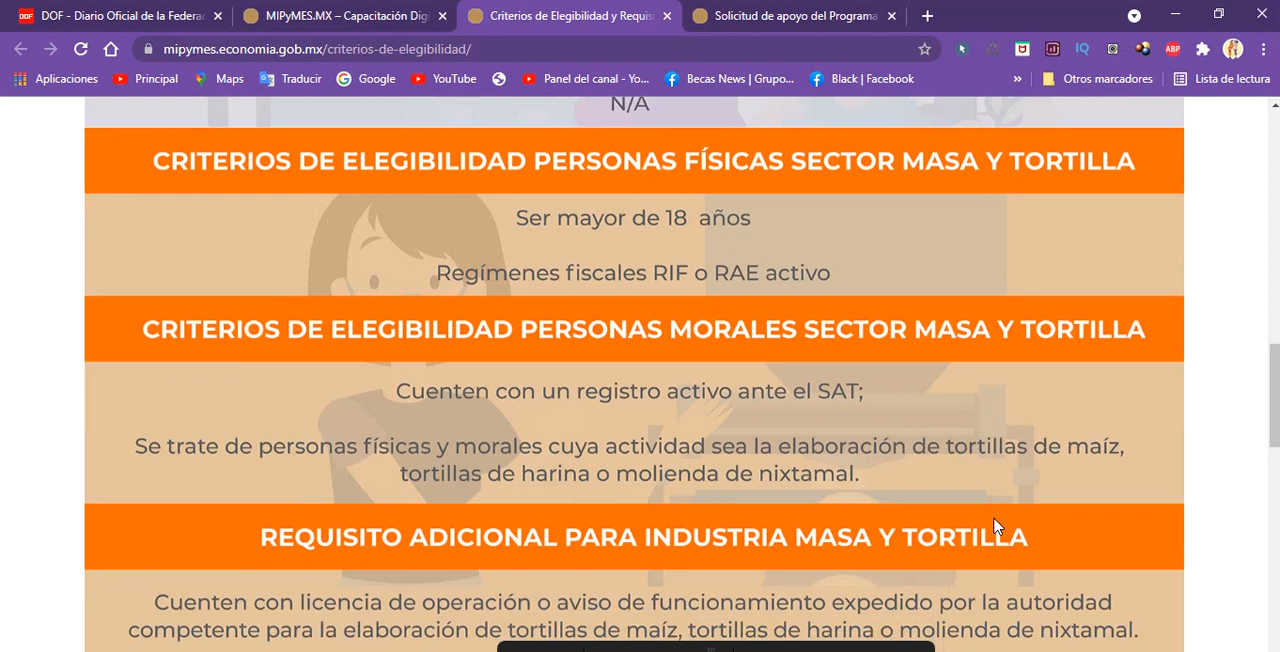 DOF - Diario Oficial de la Federac
MIPyMES.MX – Capacitación Dig
Criterios de Elegibilidad y Requis
Solicitud de apoyo del Programa
mipymes.economia.gob.mx/criterios-de-elegibilidad/
IQ
ABP
Aplicaciones
Principal
Maps
Traducir
Google
YouTube
Panel del canal - Yo...
Becas News | Grupo...
Black | Facebook
»
Otros marcadores
Lista de lectura
N/A
CRITERIOS DE ELEGIBILIDAD PERSONAS FÍSICAS SECTOR MASA Y TORTILLA
Ser mayor de 18 años
Regímenes fiscales RIF o RAE activo
CRITERIOS DE ELEGIBILIDAD PERSONAS MORALES SECTOR MASA Y TORTILLA
Cuenten con un registro activo ante el SAT;
Se trate de personas físicas y morales cuya actividad sea la elaboración de tortillas de maíz,
tortillas de harina o molienda de nixtamal.
REQUISITO ADICIONAL PARA INDUSTRIA MASA Y TORTILLA
Cuenten con licencia de operación o aviso de funcionamiento expedido por la autoridad
competente para la elaboración de tortillas de maíz, tortillas de harina o molienda de nixtamal.